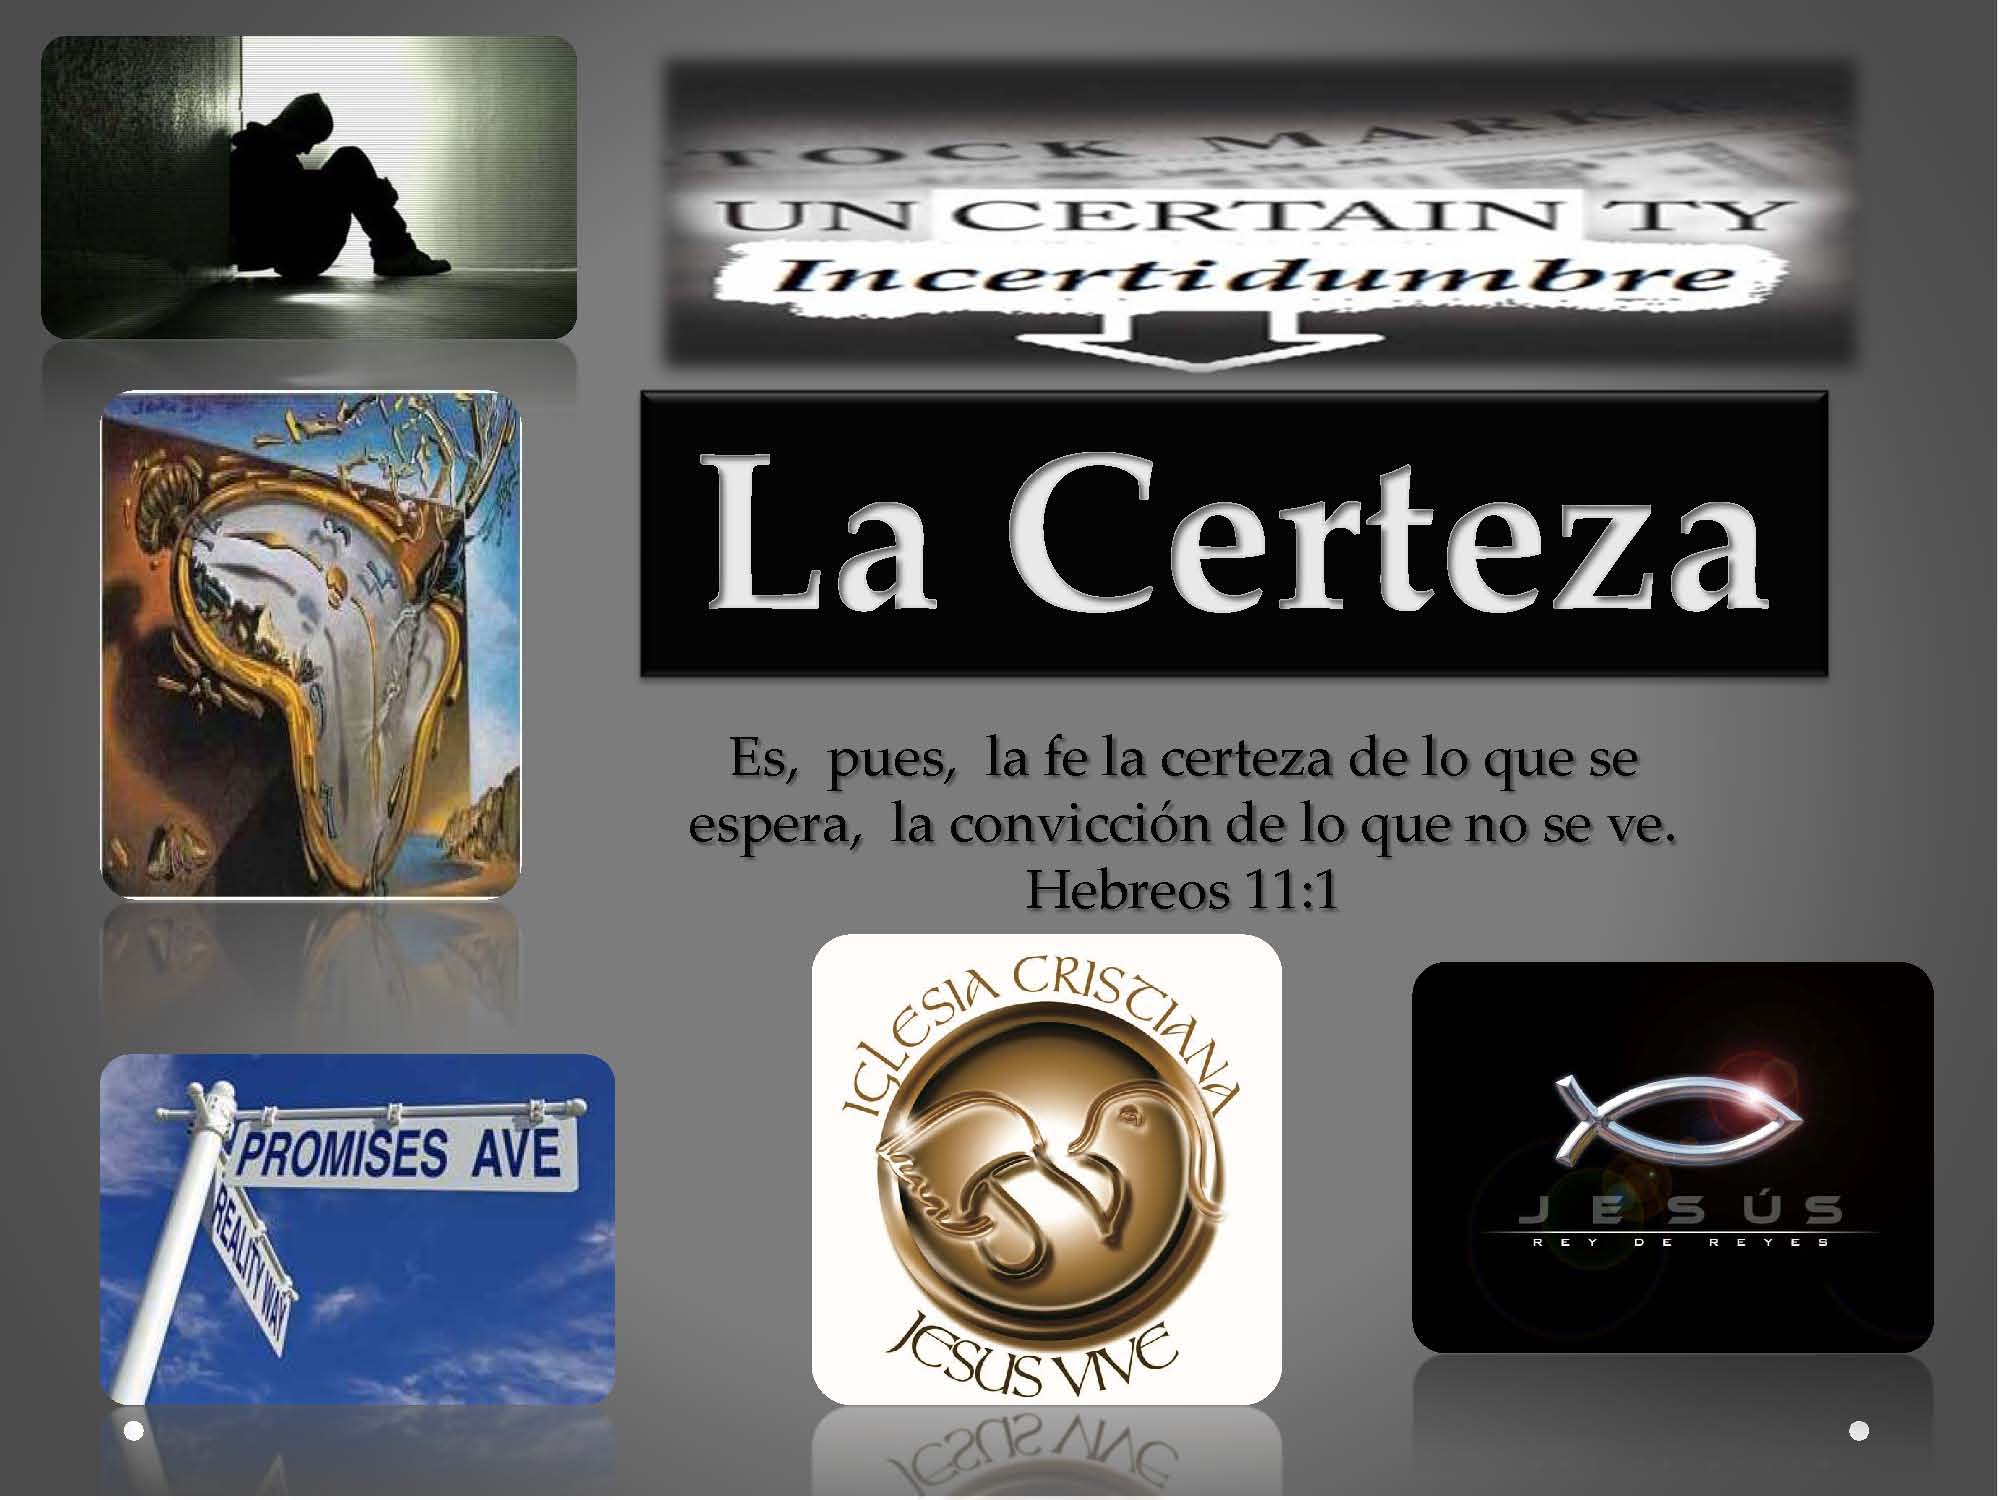 TOCK MARK
UN CERTAIN TY
Incertidumbre
La Certeza
Es, pues, la fe la certeza de lo que se
espera, la convicción de lo que no se ve.
Hebreos 11:1
PROMISES AVE
REALITY WAY
IGLESIA CRISTIANA
JESUS VIVE
JESÚS
REY DE REYES